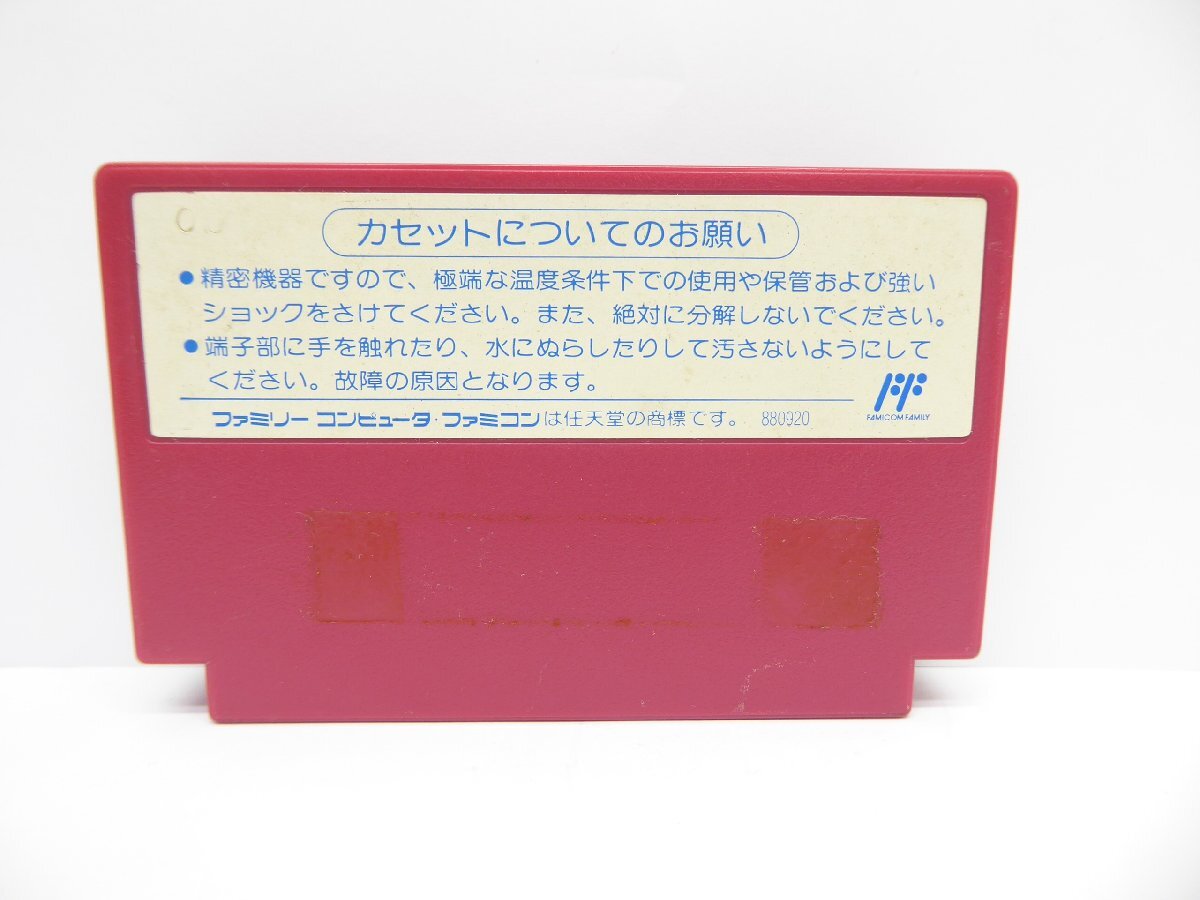 カセットについてのお願い
●精密機器ですので、極端な温度条件下での使用や保管および強い
ショックをさけてください。また、絶対に分解しないでください。
●端子部に手を触れたり、水にぬらしたりして汚さないようにして
ください。故障の原因となります。
FAMICOM FAMILY
ファミリー コンピュータ・ファミコンは任天堂の商標です。 880920